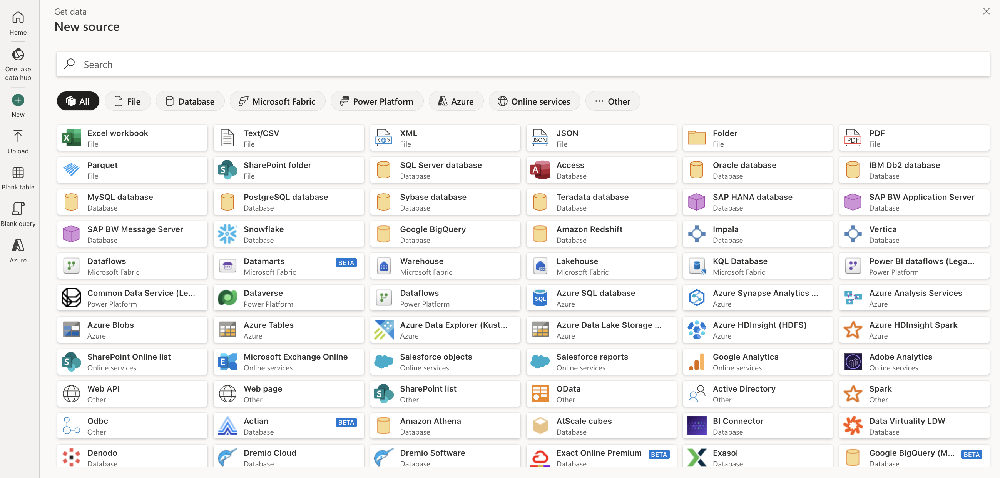 Get data
New source
Home
OneLake
data hub
New
Upload
Blank table
Blank query
Azure
Search
All
File
Database
Microsoft Fabric
Power Platform
Azure
Online services
Other
Excel workbook
File
Text/CSV
File
XML
File
JSON
JSON
File
Folder
File
PDF
PDF
File
Parquet
File
SharePoint folder
File
SQL Server database
Database
Access
Database
Oracle database
Database
IBM Db2 database
Database
MySQL database
Database
PostgreSQL database
Database
Sybase database
Database
Teradata database
Database
SAP HANA database
Database
SAP BW Application Server
Database
SAP BW Message Server
Database
Snowflake
Database
Google BigQuery
Database
Amazon Redshift
Database
Impala
Database
Vertica
Database
Dataflows
Microsoft Fabric
Datamarts
BETA
Microsoft Fabric
Warehouse
Microsoft Fabric
Lakehouse
Microsoft Fabric
KQL Database
Microsoft Fabric
Power BI dataflows (Lega...
Power Platform
Common Data Service (Le...
Power Platform
Dataverse
Power Platform
Dataflows
Power Platform
SQL
Azure SQL database
Azure
Azure Synapse Analytics ...
Azure
Azure Analysis Services
Azure
Azure Blobs
Azure
Azure Tables
Azure
Azure Data Explorer (Kust...
Azure
Azure Data Lake Storage ...
Azure
Azure HDInsight (HDFS)
Azure
Azure HDInsight Spark
Azure
SharePoint Online list
Online services
Microsoft Exchange Online
Online services
Salesforce objects
Online services
Salesforce reports
Online services
Google Analytics
Online services
Adobe Analytics
Online services
Web API
Other
Web page
Other
SharePoint list
Other
OData
Other
Active Directory
Other
Spark
Other
Odbc
Other
Actian
BETA
Database
Amazon Athena
Database
AtScale cubes
Database
BI Connector
Database
Data Virtuality LDW
Database
Denodo
Database
Dremio Cloud
Database
Dremio Software
Database
Exact Online Premium
BETA
Database
Exasol
Database
Google BigQuery (M...
BETA
Database